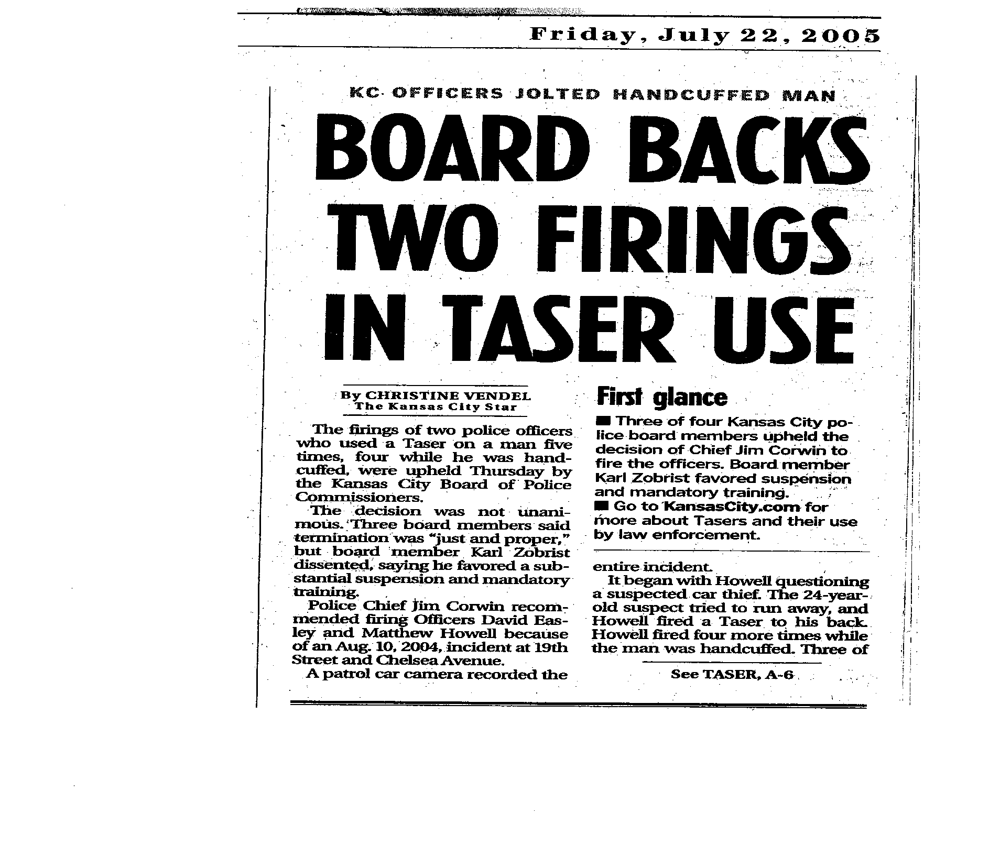 Friday, July 22, 2005
KC OFFICERS JOLTED HANDCUFFED MAN
BOARD BACKS
TWO FIRINGS
IN TASER USE
By CHRISTINE VENDEL
The Kansas City Star
The firings of two police officers
who used a Taser on a man five
times, four while he was hand-
cuffed, were upheld Thursday by
the Kansas City Board of Police
Commissioners.
The decision was not unani-
mous. Three board members said
termination was “just and proper,”
but board member Karl Zobrist
dissented, saying he favored a sub-
stantial suspension and mandatory
training.
Police Chief Jim Corwin recom-
mended firing Officers David Eas-
ley and Matthew Howell because
of an Aug. 10, 2004, incident at 19th
Street and Chelsea Avenue.
A patrol car camera recorded the
First glance
■ Three of four Kansas City po-
lice board members upheld the
decision of Chief Jim Corwin to
fire the officers. Board member
Karl Zobrist favored suspension
and mandatory training.
■ Go to KansasCity.com for
more about Tasers and their use
by law enforcement.
entire incident.
It began with Howell questioning
a suspected car thief. The 24-year-
old suspect tried to run away, and
Howell fired a Taser to his back.
Howell fired four more times while
the man was handcuffed. Three of
See TASER, A-6